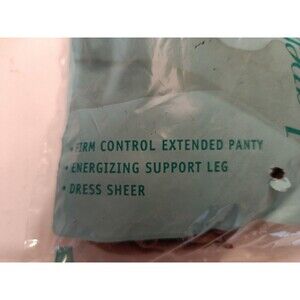 • FIRM CONTROL EXTENDED PANTY
• ENERGIZING SUPPORT LEG
• DRESS SHEER